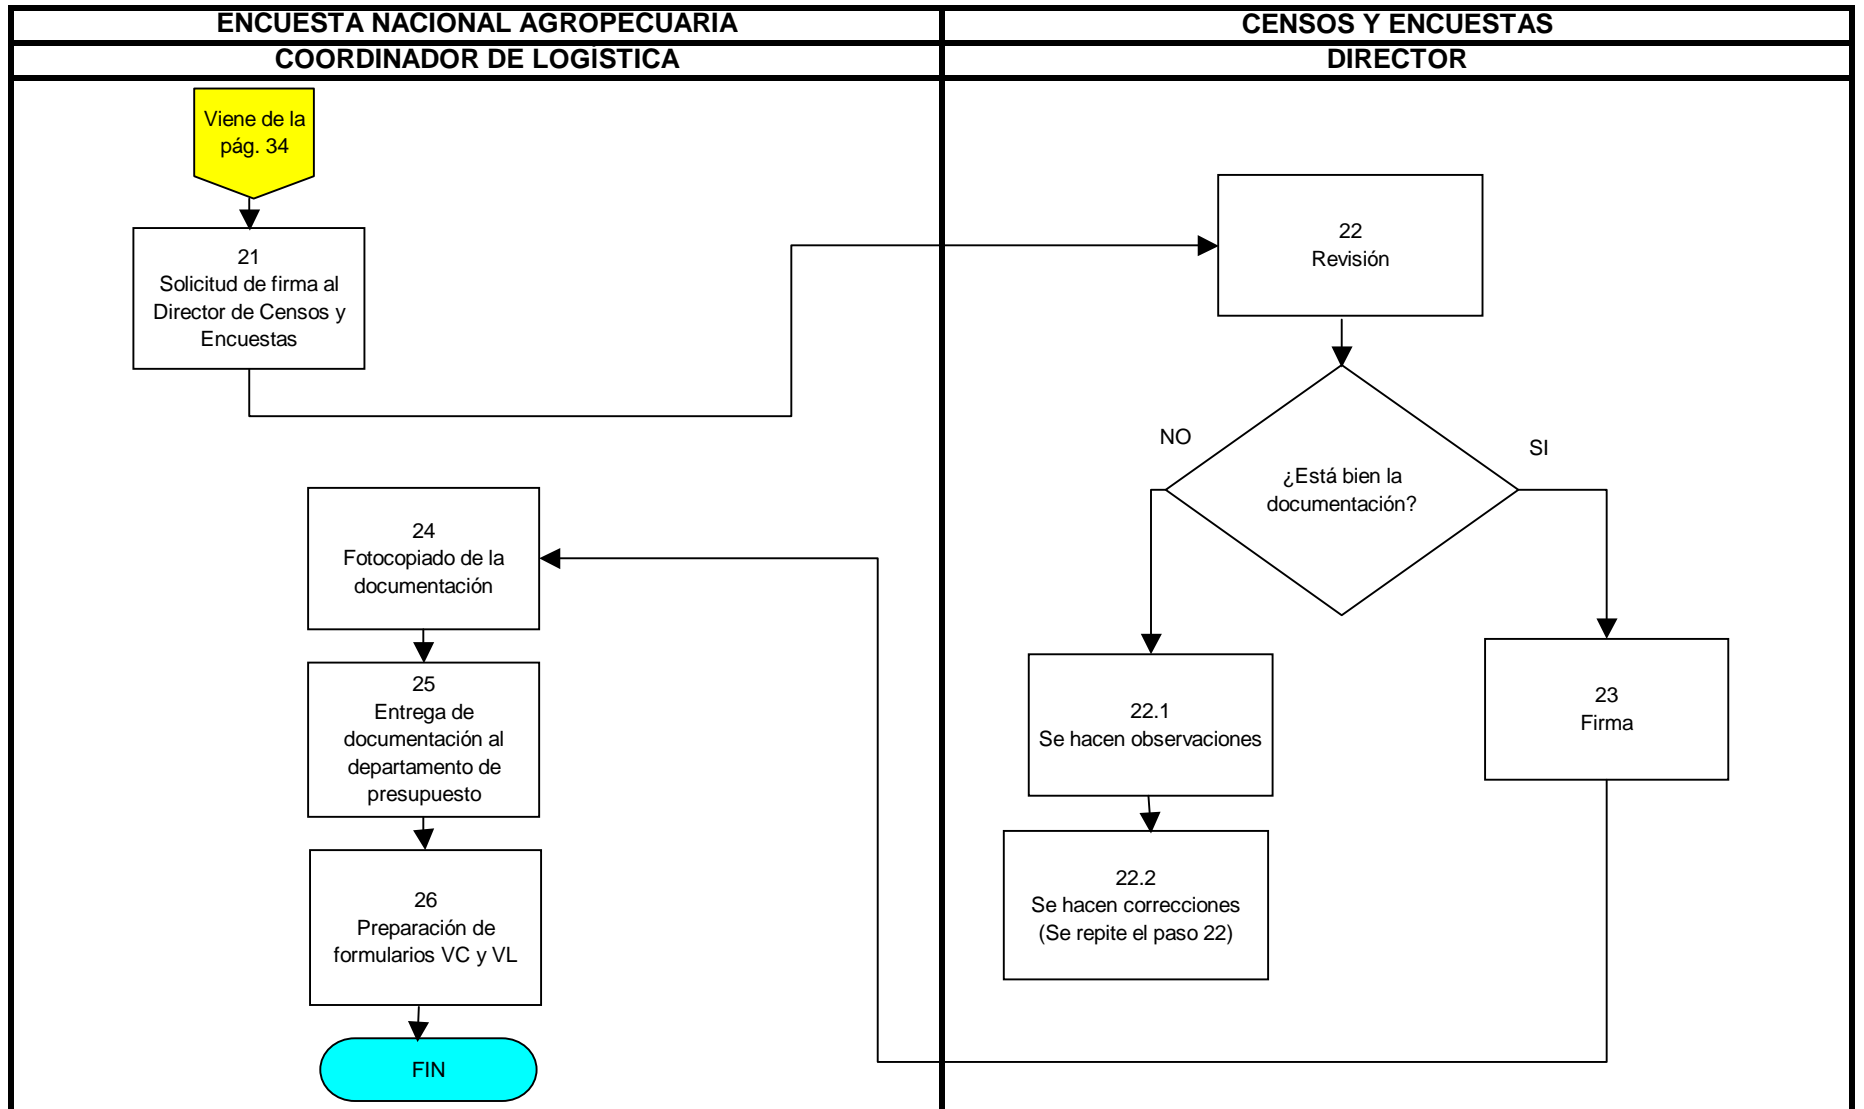 ENCUESTA NACIONAL AGROPECUARIA
CENSOS Y ENCUESTAS
COORDINADOR DE LOGÍSTICA
DIRECTOR
Viene de la
pág. 34
21
Solicitud de firma al
Director de Censos y
Encuestas
22
Revisión
¿Está bien la
documentación?
NO
SI
22.1
Se hacen observaciones
22.2
Se hacen correcciones
(Se repite el paso 22)
23
Firma
24
Fotocopiado de la
documentación
25
Entrega de
documentación al
departamento de
presupuesto
26
Preparación de
formularios VC y VL
FIN